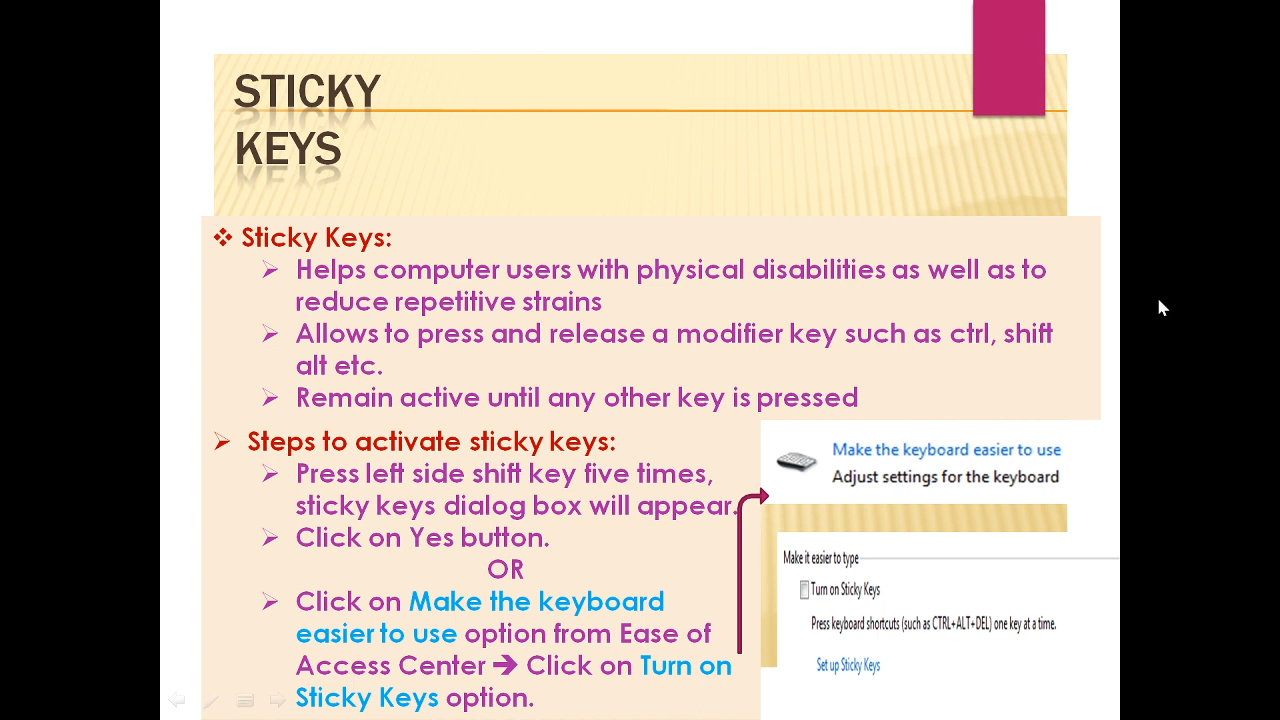 STICKY
KEYS
❖ Sticky Keys:
➢ Helps computer users with physical disabilities as well as to
reduce repetitive strains
➢ Allows to press and release a modifier key such as ctrl, shift
alt etc.
➢ Remain active until any other key is pressed
➢ Steps to activate sticky keys:
➢ Press left side shift key five times,
sticky keys dialog box will appear.
➢ Click on Yes button.
OR
➢ Click on Make the keyboard
easier to use option from Ease of
Access Center ➔ Click on Turn on
Sticky Keys option.
Make the keyboard easier to use
Adjust settings for the keyboard
Make it easier to type
Turn on Sticky Keys
Press keyboard shortcuts (such as CTRL+ALT+DEL) one key at a time.
Set up Sticky Keys